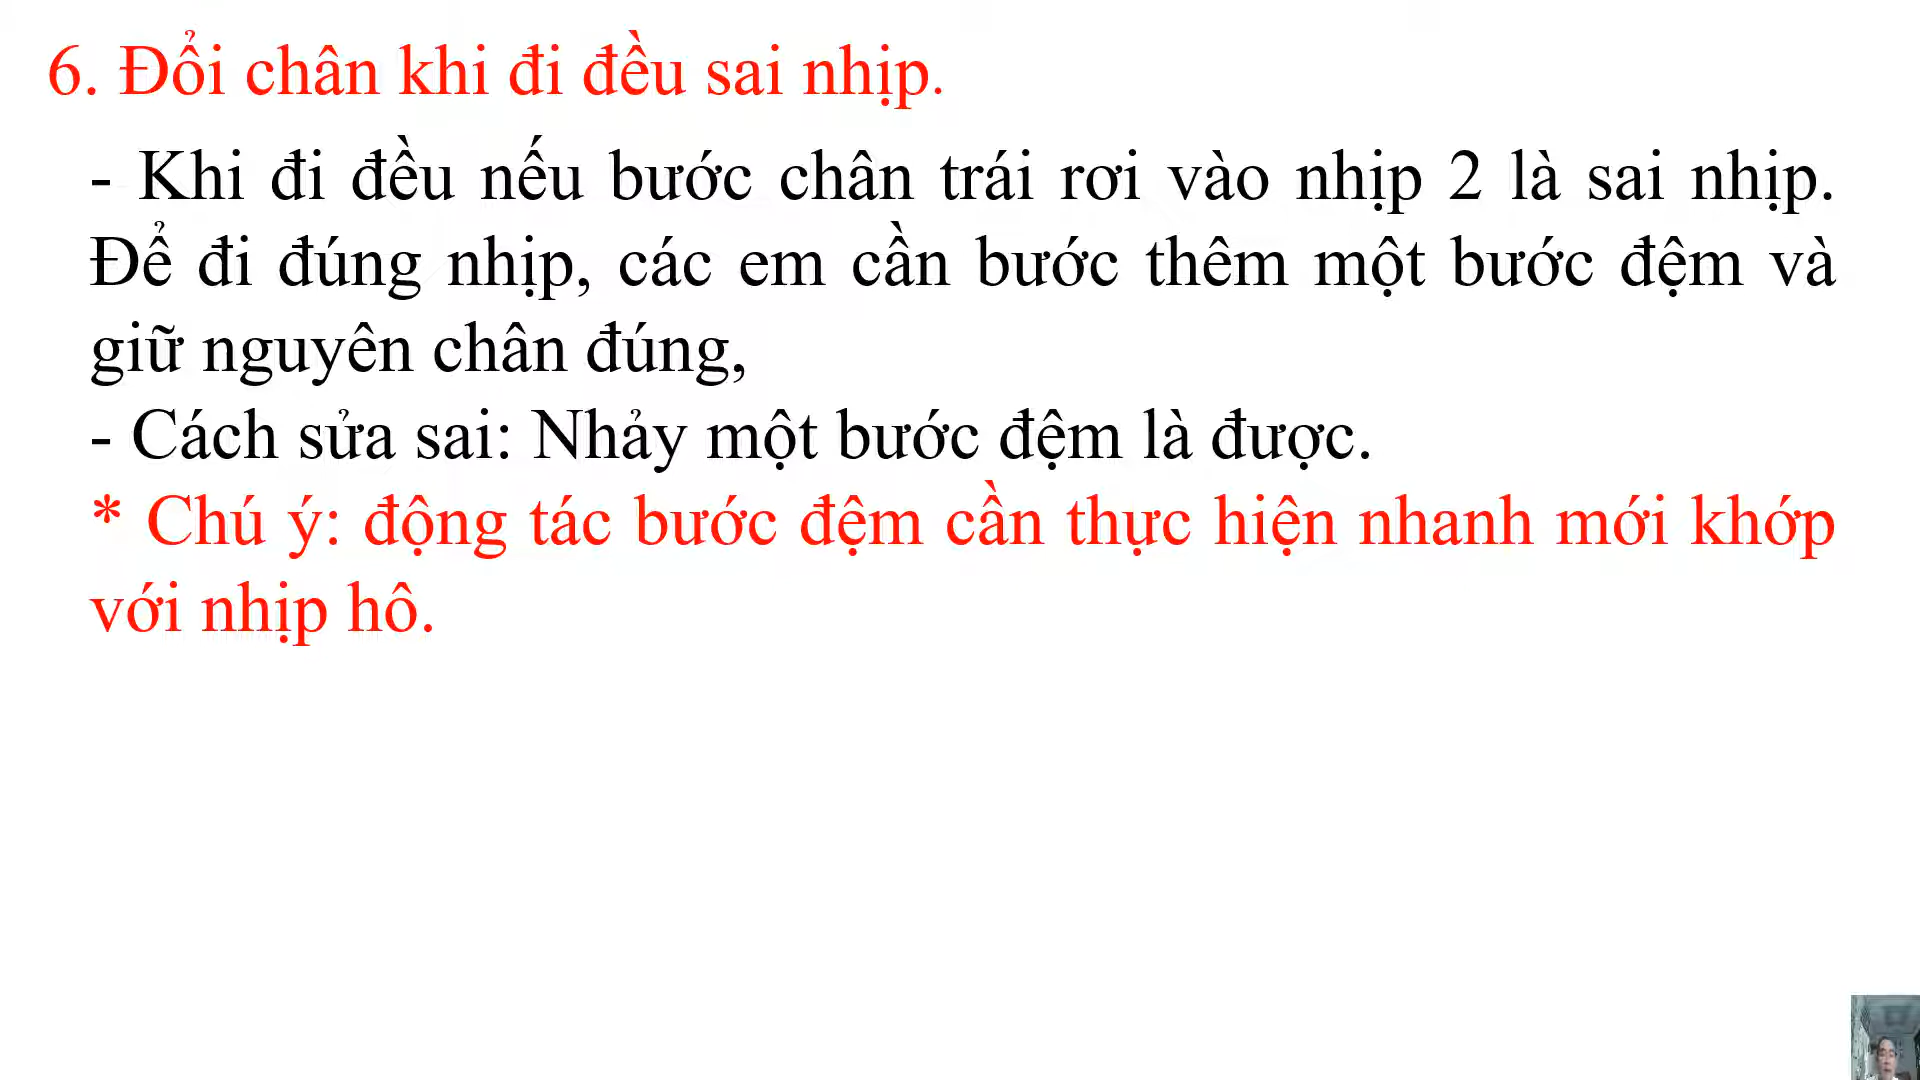 6. Đổi chân khi đi đều sai nhịp.
- Khi đi đều nếu bước chân trái rơi vào nhịp 2 là sai nhịp.
Để đi đúng nhịp, các em cần bước thêm một bước đệm và
giữ nguyên chân đúng,
- Cách sửa sai: Nhảy một bước đệm là được.
* Chú ý: động tác bước đệm cần thực hiện nhanh mới khớp
với nhịp hô.